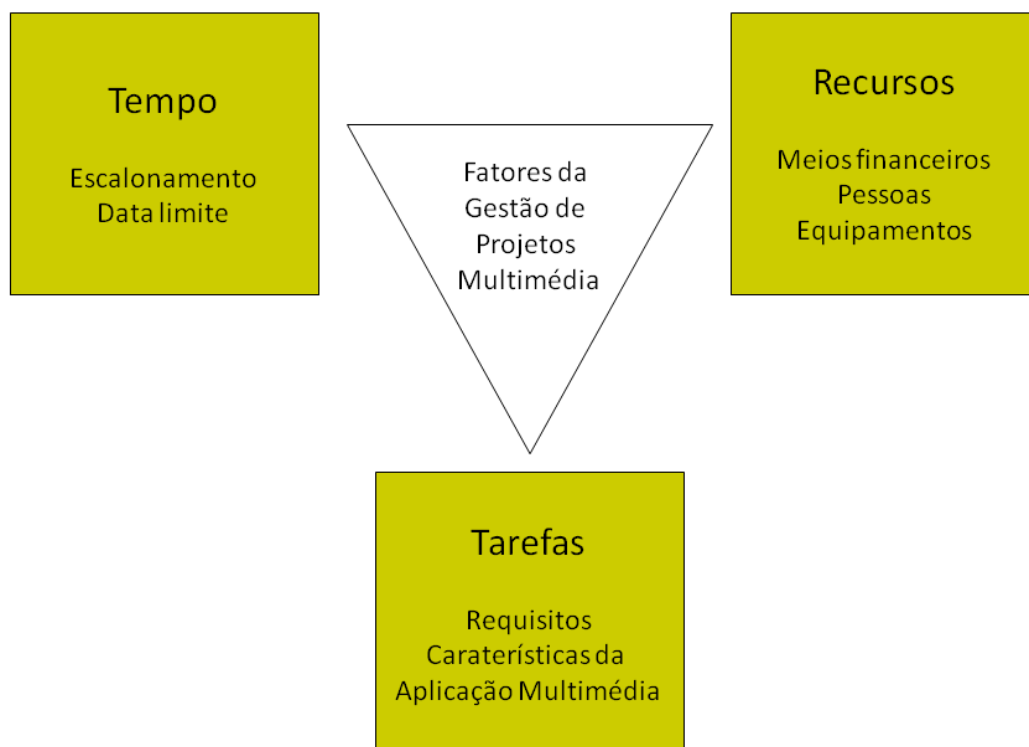 Tempo
Escalonamento
Data limite
Fatores da
Gestão de
Projetos
Multimédia
Recursos
Meios financeiros
Pessoas
Equipamentos
Tarefas
Requisitos
Caraterísticas da
Aplicação Multimédia